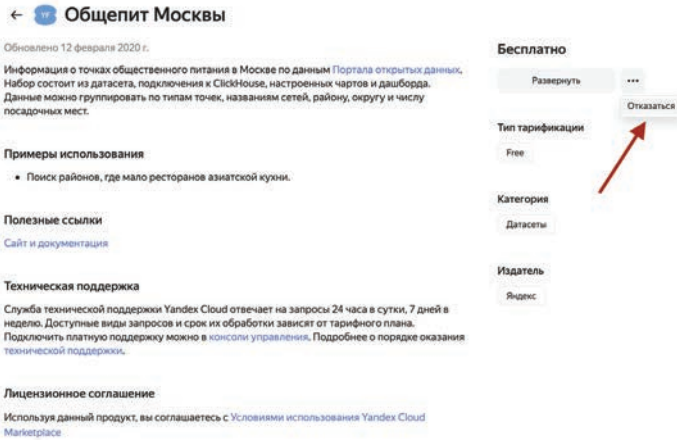 ← YF Общепит Москвы
Обновлено 12 февраля 2020 г.
Информация о точках общественного питания в Москве по данным Портала открытых данных.
Набор состоит из датасета, подключения к ClickHouse, настроенных чартов и дашборда.
Данные можно группировать по типам точек, названиям сетей, району, округу и числу
посадочных мест.
Примеры использования
• Поиск районов, где мало ресторанов азиатской кухни.
Полезные ссылки
Сайт и документация
Техническая поддержка
Служба технической поддержки Yandex Cloud отвечает на запросы 24 часа в сутки, 7 дней в
неделю. Доступные виды запросов и срок их обработки зависят от тарифного плана.
Подключить платную поддержку можно в консоли управления. Подробнее о порядке оказания
технической поддержки.
Лицензионное соглашение
Используя данный продукт, вы соглашаетесь с Условиями использования Yandex Cloud
Marketplace
Бесплатно
Развернуть ...
Отказаться
Тип тарификации
Free
Категория
Датасеты
Издатель
Яндекс